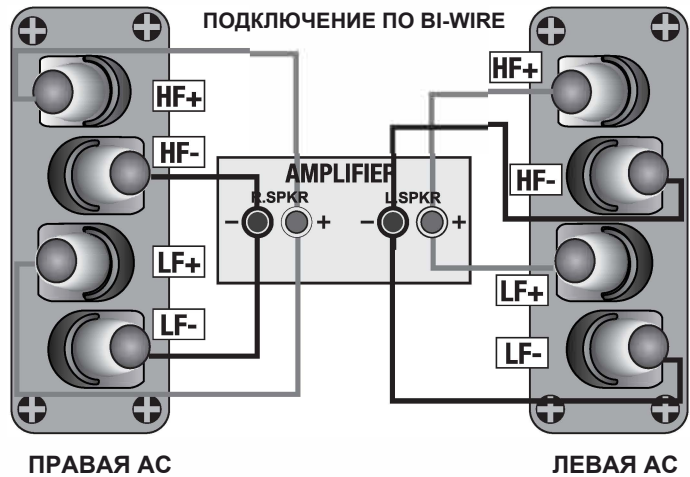 ПОДКЛЮЧЕНИЕ ПО BI-WIRE
HF+
HF-
LF+
LF-
AMPLIFIER
R.SPKR L.SPKR
– + – +
HF+
HF-
LF+
LF-
ПРАВАЯ АС
ЛЕВАЯ АС